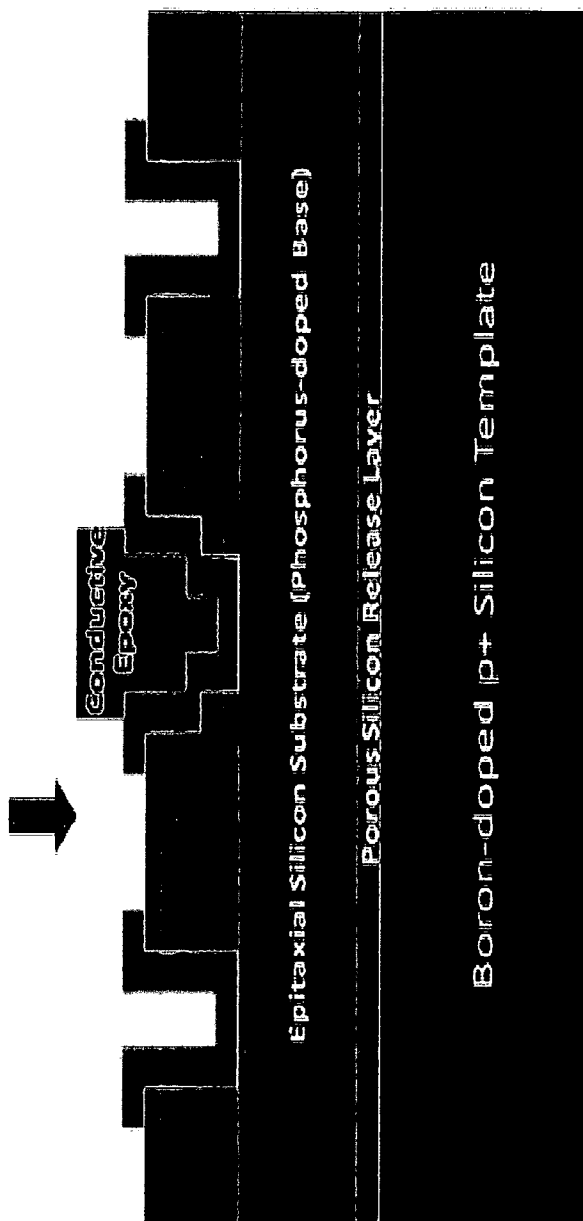 Conductive
Epoxy
Epitaxial Silicon Substrate (Phosphorus-doped Base)
Porous Silicon Release Layer
Boron-doped p+ Silicon Template